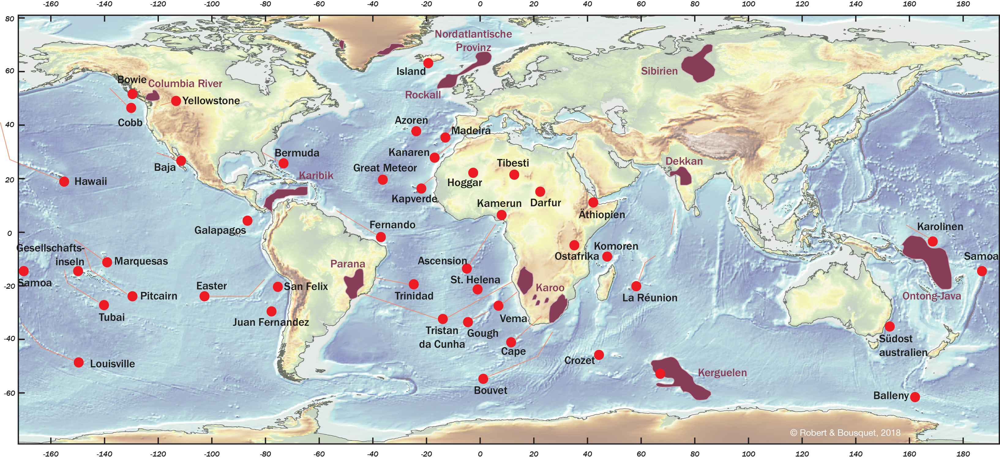 -160 -140 -120 -100 -80 -60 -40 -20 0 20 40 60 80 100 120 140 160 180
80
Nordatlantische
Provinz
60
Island
Sibirien
Bowie
Columbia River
Rockall
Yellowstone
Cobb
Azoren
40
Madeira
Kanaren
Bermuda
Baja
Great Meteor
Tibesti
Dekkan
Karibik
20
Hawaii
Hoggar
Kapverde
Kamerun
Darfur
Äthiopien
Fernando
Karolinen
Galapagos
0
Gesellschafts-
inseln
Marquesas
Komoren
Ostafrika
Samoa
Ascension
Parana
St. Helena
Samoa
-20
Easter
San Felix
Karoo
Pitcairn
Trinidad
La Réunion
Ontong-Java
Tubai
Juan Fernandez
Vema
Tristan
da Cunha
Gough
-40
Südost
australien
Cape
Crozet
Louisville
Kerguelen
Bouvet
-60
Balleny
© Robert & Bousquet, 2018
-160 -140 -120 -100 -80 -60 -40 -20 0 20 40 60 80 100 120 140 160 180